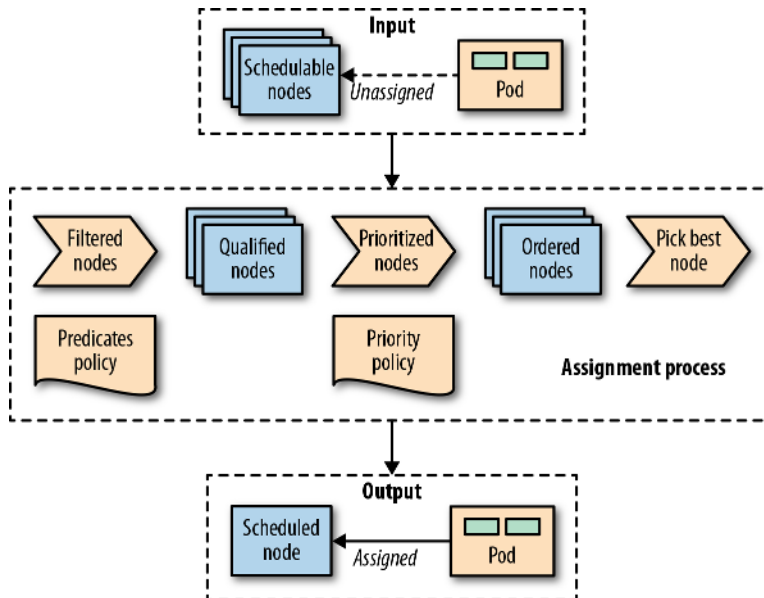 Input
Schedulable
nodes
Unassigned
Pod
Filtered
nodes
Qualified
nodes
Prioritized
nodes
Ordered
nodes
Pick best
node
Predicates
policy
Priority
policy
Assignment process
Output
Scheduled
node
Assigned
Pod